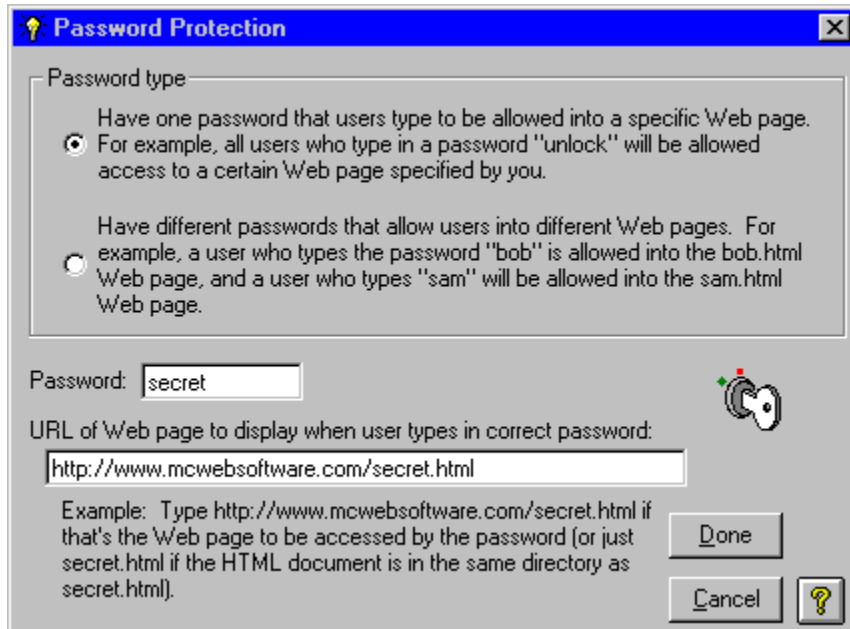 Password Protection
Password type
Have one password that users type to be allowed into a specific Web page.
For example, all users who type in a password "unlock" will be allowed
access to a certain Web page specified by you.
Have different passwords that allow users into different Web pages.  For
example, a user who types the password "bob" is allowed into the bob.html
Web page, and a user who types "sam" will be allowed into the sam.html
Web page.
Password: secret
URL of Web page to display when user types in correct password:
http://www.mcwebsoftware.com/secret.html
Example:  Type http://www.mcwebsoftware.com/secret.html if
that's the Web page to be accessed by the password (or just
secret.html if the HTML document is in the same directory as
secret.html).
Done
Cancel
?